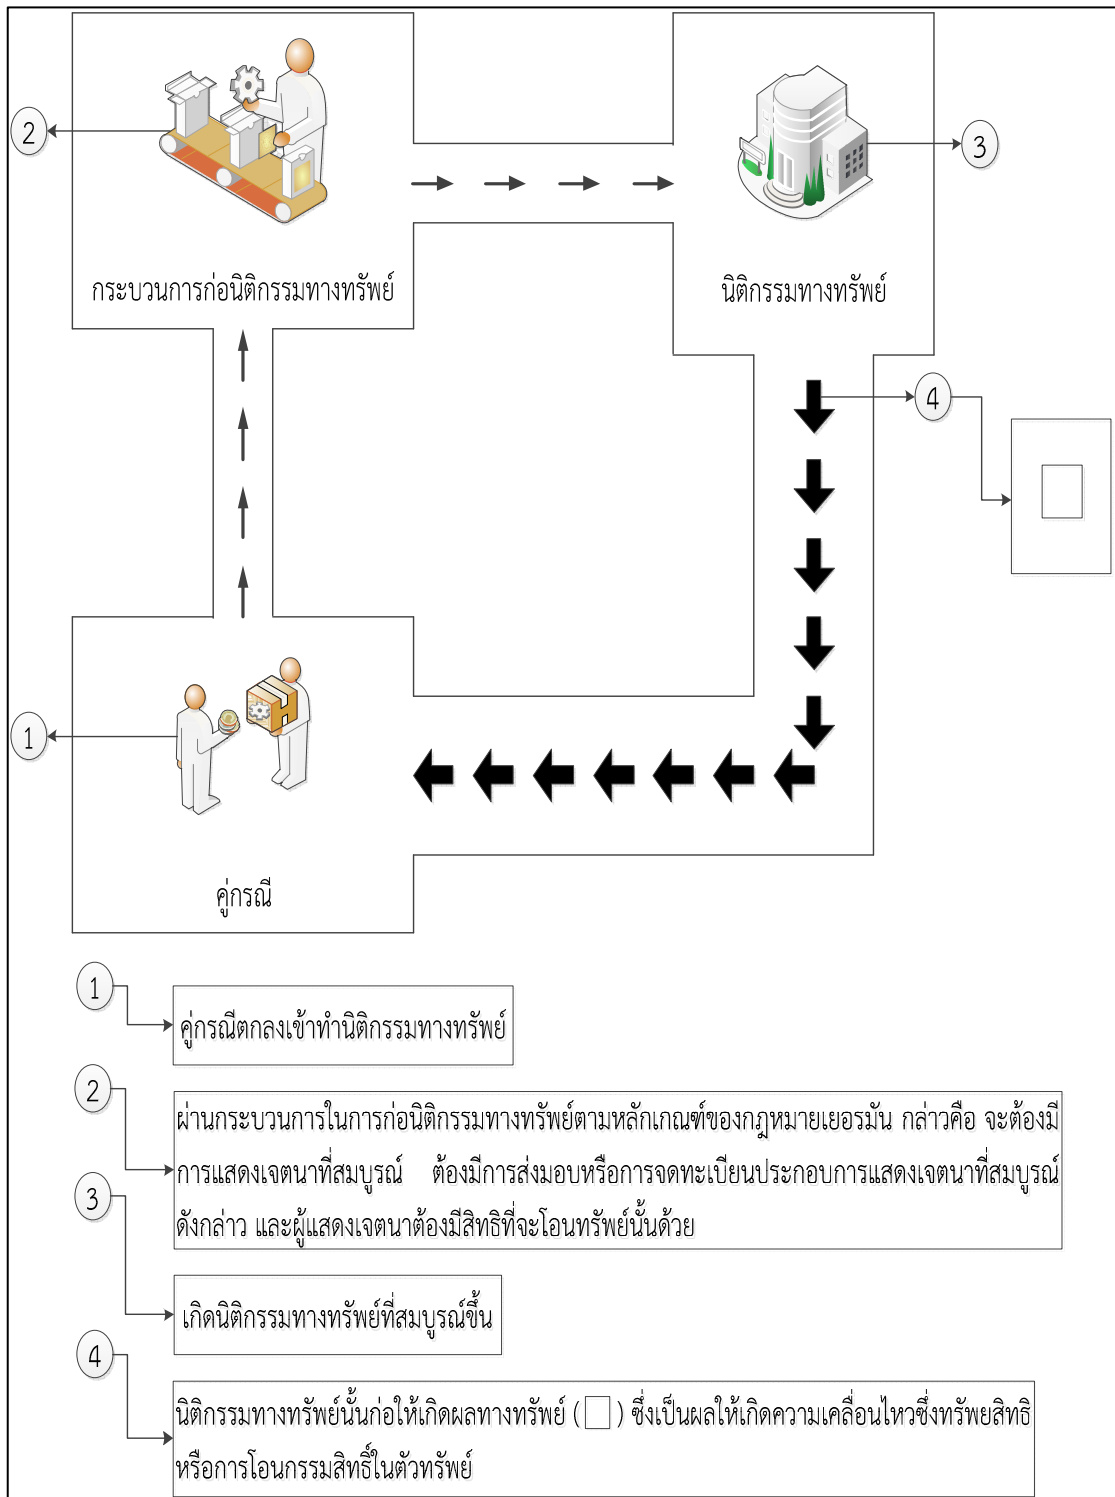 2
3
กระบวนการก่อนิติกรรมทางทรัพย์
นิติกรรมทางทรัพย์
4
1
คู่กรณี
1
คู่กรณีตกลงเข้าทำนิติกรรมทางทรัพย์
2
ผ่านกระบวนการในการก่อนิติกรรมทางทรัพย์ตามหลักเกณฑ์ของกฎหมายเยอรมัน กล่าวคือ จะต้องมี
การแสดงเจตนาที่สมบูรณ์ ต้องมีการส่งมอบหรือการจดทะเบียนประกอบการแสดงเจตนาที่สมบูรณ์
3
ดังกล่าว และผู้แสดงเจตนาต้องมีสิทธิที่จะโอนทรัพย์นั้นด้วย
เกิดนิติกรรมทางทรัพย์ที่สมบูรณ์ขึ้น
4
นิติกรรมทางทรัพย์นั้นก่อให้เกิดผลทางทรัพย์ ( □ ) ซึ่งเป็นผลให้เกิดความเคลื่อนไหวซึ่งทรัพยสิทธิ
หรือการโอนกรรมสิทธิ์ในตัวทรัพย์